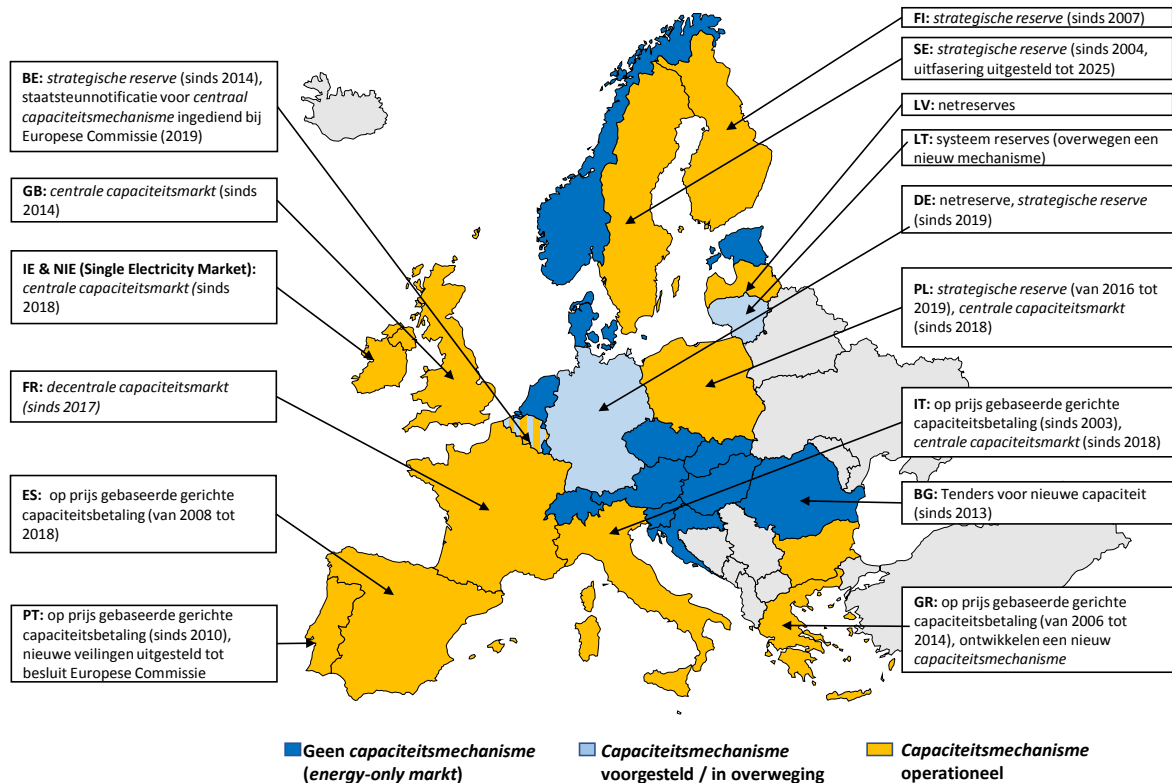 BE: strategische reserve (sinds 2014),
staatsteunnotificatie voor centraal
capaciteitsmechanisme ingediend bij
Europese Commissie (2019)
GB: centrale capaciteitsmarkt (sinds
2014)
IE & NIE (Single Electricity Market):
centrale capaciteitsmarkt (sinds
2018)
FR: decentrale capaciteitsmarkt
(sinds 2017)
ES: op prijs gebaseerde gerichte
capaciteitsbetaling (van 2008 tot
2018)
PT: op prijs gebaseerde gerichte
capaciteitsbetaling (sinds 2010),
nieuwe veilingen uitgesteld tot
besluit Europese Commissie
FI: strategische reserve (sinds 2007)
SE: strategische reserve (sinds 2004,
uitfasering uitgesteld tot 2025)
LV: netreserves
LT: systeem reserves (overwegen een
nieuw mechanisme)
DE: netreserve, strategische reserve
(sinds 2019)
PL: strategische reserve (van 2016 tot
2019), centrale capaciteitsmarkt
(sinds 2018)
IT: op prijs gebaseerde gerichte
capaciteitsbetaling (sinds 2003),
centrale capaciteitsmarkt (sinds 2018)
BG: Tenders voor nieuwe capaciteit
(sinds 2013)
GR: op prijs gebaseerde gerichte
capaciteitsbetaling (van 2006 tot
2014), ontwikkelen een nieuw
capaciteitsmechanisme
Geen capaciteitsmechanisme
(energy-only markt)
Capaciteitsmechanisme
voorgesteld / in overweging
Capaciteitsmechanisme
operationeel